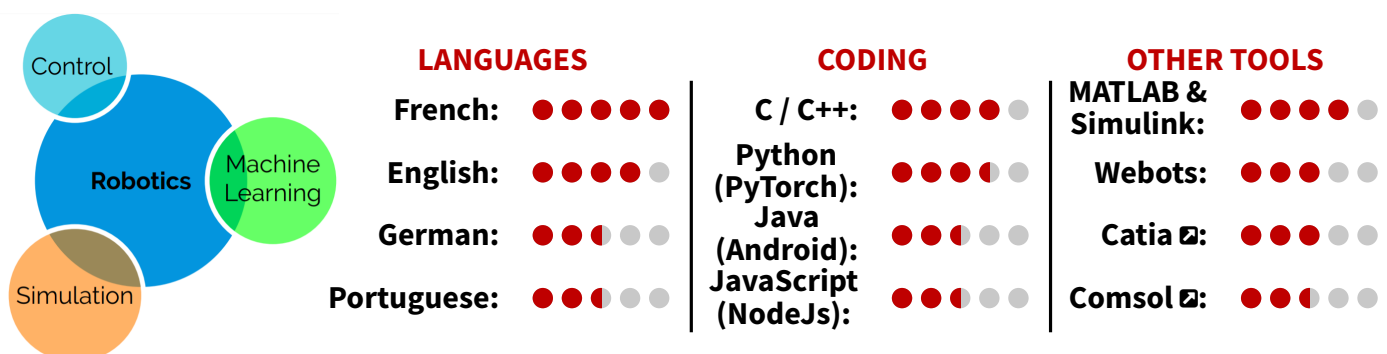 Control
Robotics
Machine
Learning
Simulation
LANGUAGES
French:
English:
German:
Portuguese:
CODING
C / C++:
Python
(PyTorch):
Java
(Android):
JavaScript
(NodeJs):
OTHER TOOLS
MATLAB &
Simulink:
Webots:
Catia :
Comsol :